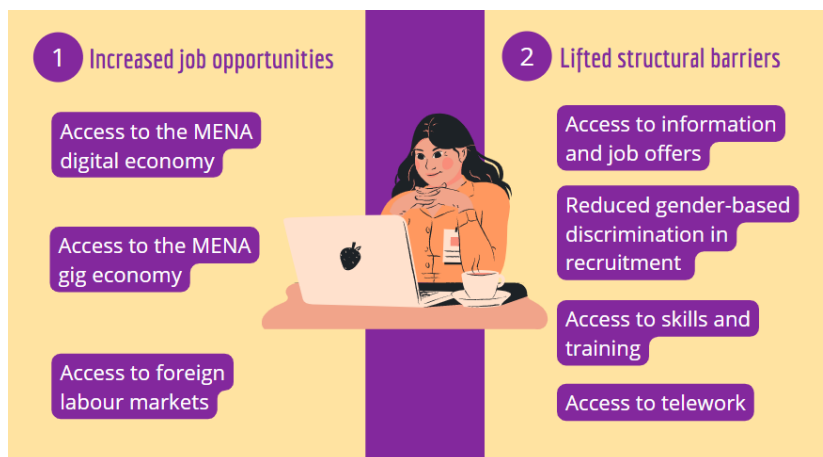 1 Increased job opportunities
Access to the MENA
digital economy
Access to the MENA
gig economy
Access to foreign
labour markets
2 Lifted structural barriers
Access to information
and job offers
Reduced gender-based
discrimination in
recruitment
Access to skills and
training
Access to telework